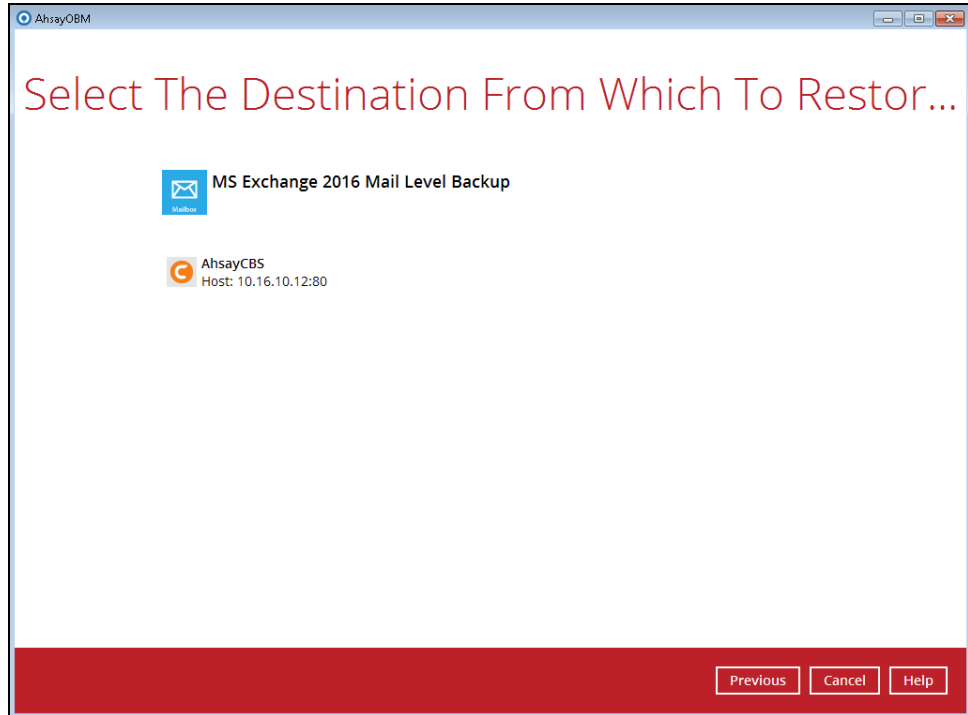 AhsayOBM
Select The Destination From Which To Restor...
MS Exchange 2016 Mail Level Backup
Mailbox
AhsayCBS
Host: 10.16.10.12:80
Previous
Cancel
Help